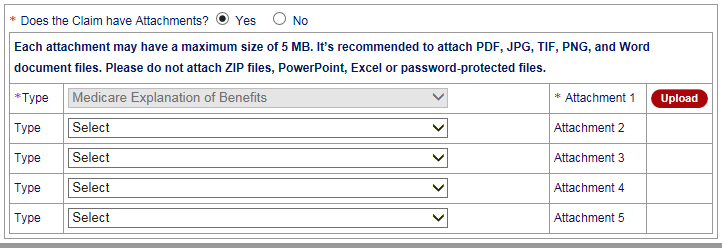 * Does the Claim have Attachments? Yes No
Each attachment may have a maximum size of 5 MB. It's recommended to attach PDF, JPG, TIF, PNG, and Word
document files. Please do not attach ZIP files, PowerPoint, Excel or password-protected files.
*Type Medicare Explanation of Benefits * Attachment 1 Upload
Type Select Attachment 2
Type Select Attachment 3
Type Select Attachment 4
Type Select Attachment 5